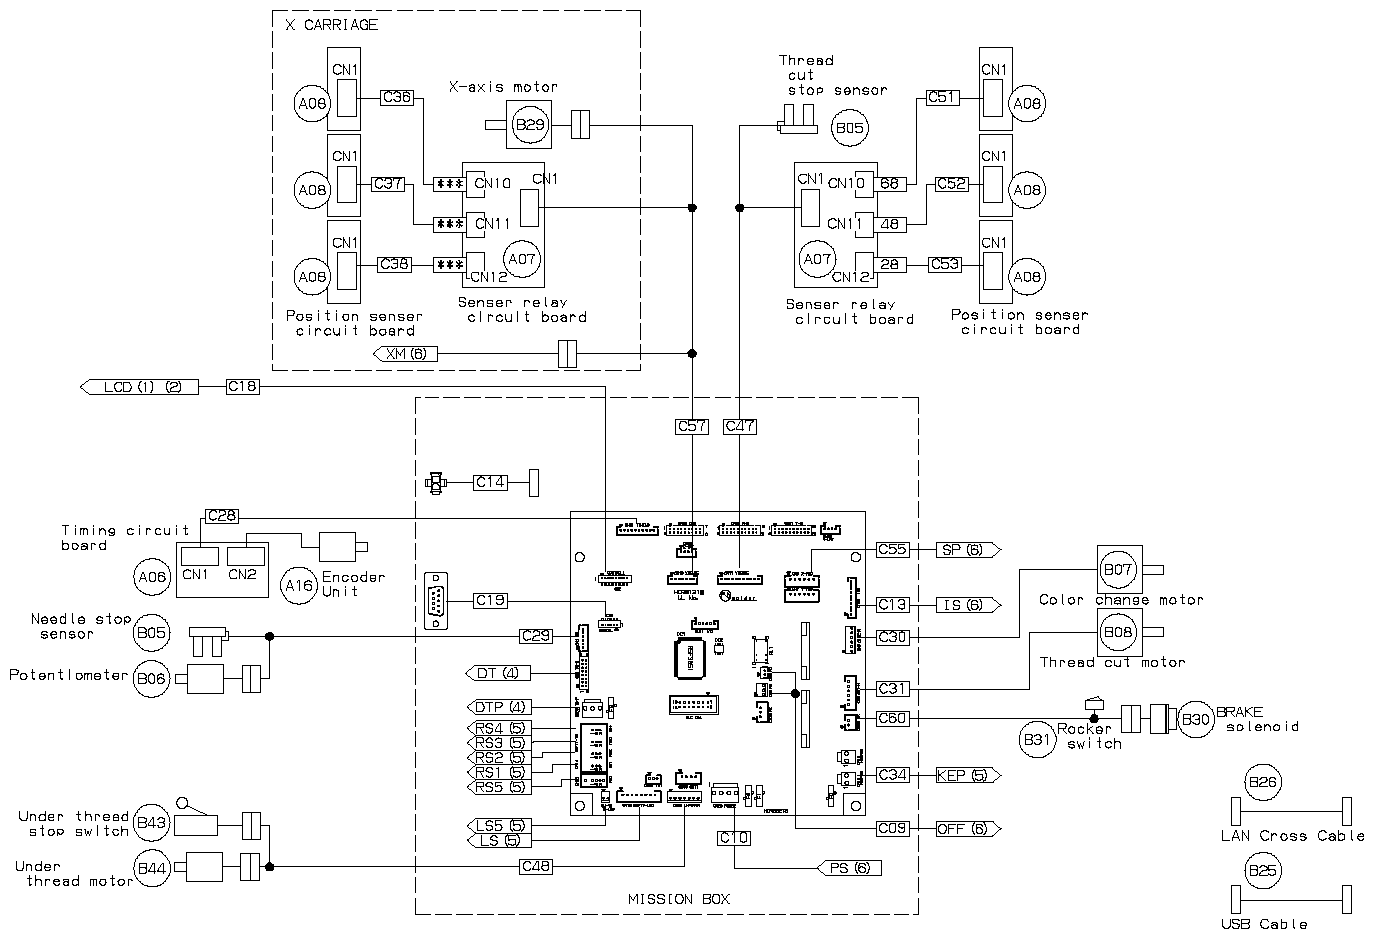 X CARRIAGE
CN1
A08
C36
X-axis motor
B29
CN1
A08
C37
***
CN10
CN1
***
CN11
CN1
A08
C38
***
CN12
A07
Position senser
circuit board
Senser relay
circuit board
XM (6)
Thread
cut
stop sensor
B05
C51
CN1
A08
CN1
CN10
66
C52
CN1
A08
CN11
48
A07
CN12
28
C53
CN1
A08
Senser relay
circuit board
Position senser
circuit board
LCD (1) (2)
C18
C57
C47
C14
C28
Timing circuit
board
CN1
CN2
A06
A16
Encoder
Unit
C19
Needle stop
sensor
B05
C29
Potentiometer
B06
DT (4)
DTP (4)
RS4 (5)
RS3 (5)
RS2 (5)
RS1 (5)
RS5 (5)
LS5 (5)
LS (5)
Under thread
stop switch
B43
Under
thread motor
B44
C48
C10
PS (6)
MISSION BOX
solder
C55
SP (6)
C13
IS (6)
C30
C31
C60
C34
KEP (5)
C09
OFF (6)
B07
Color change motor
B08
Thread cut motor
B31
Rocker
switch
B30
BRAKE
solenoid
B26
LAN Cross Cable
B25
USB Cable